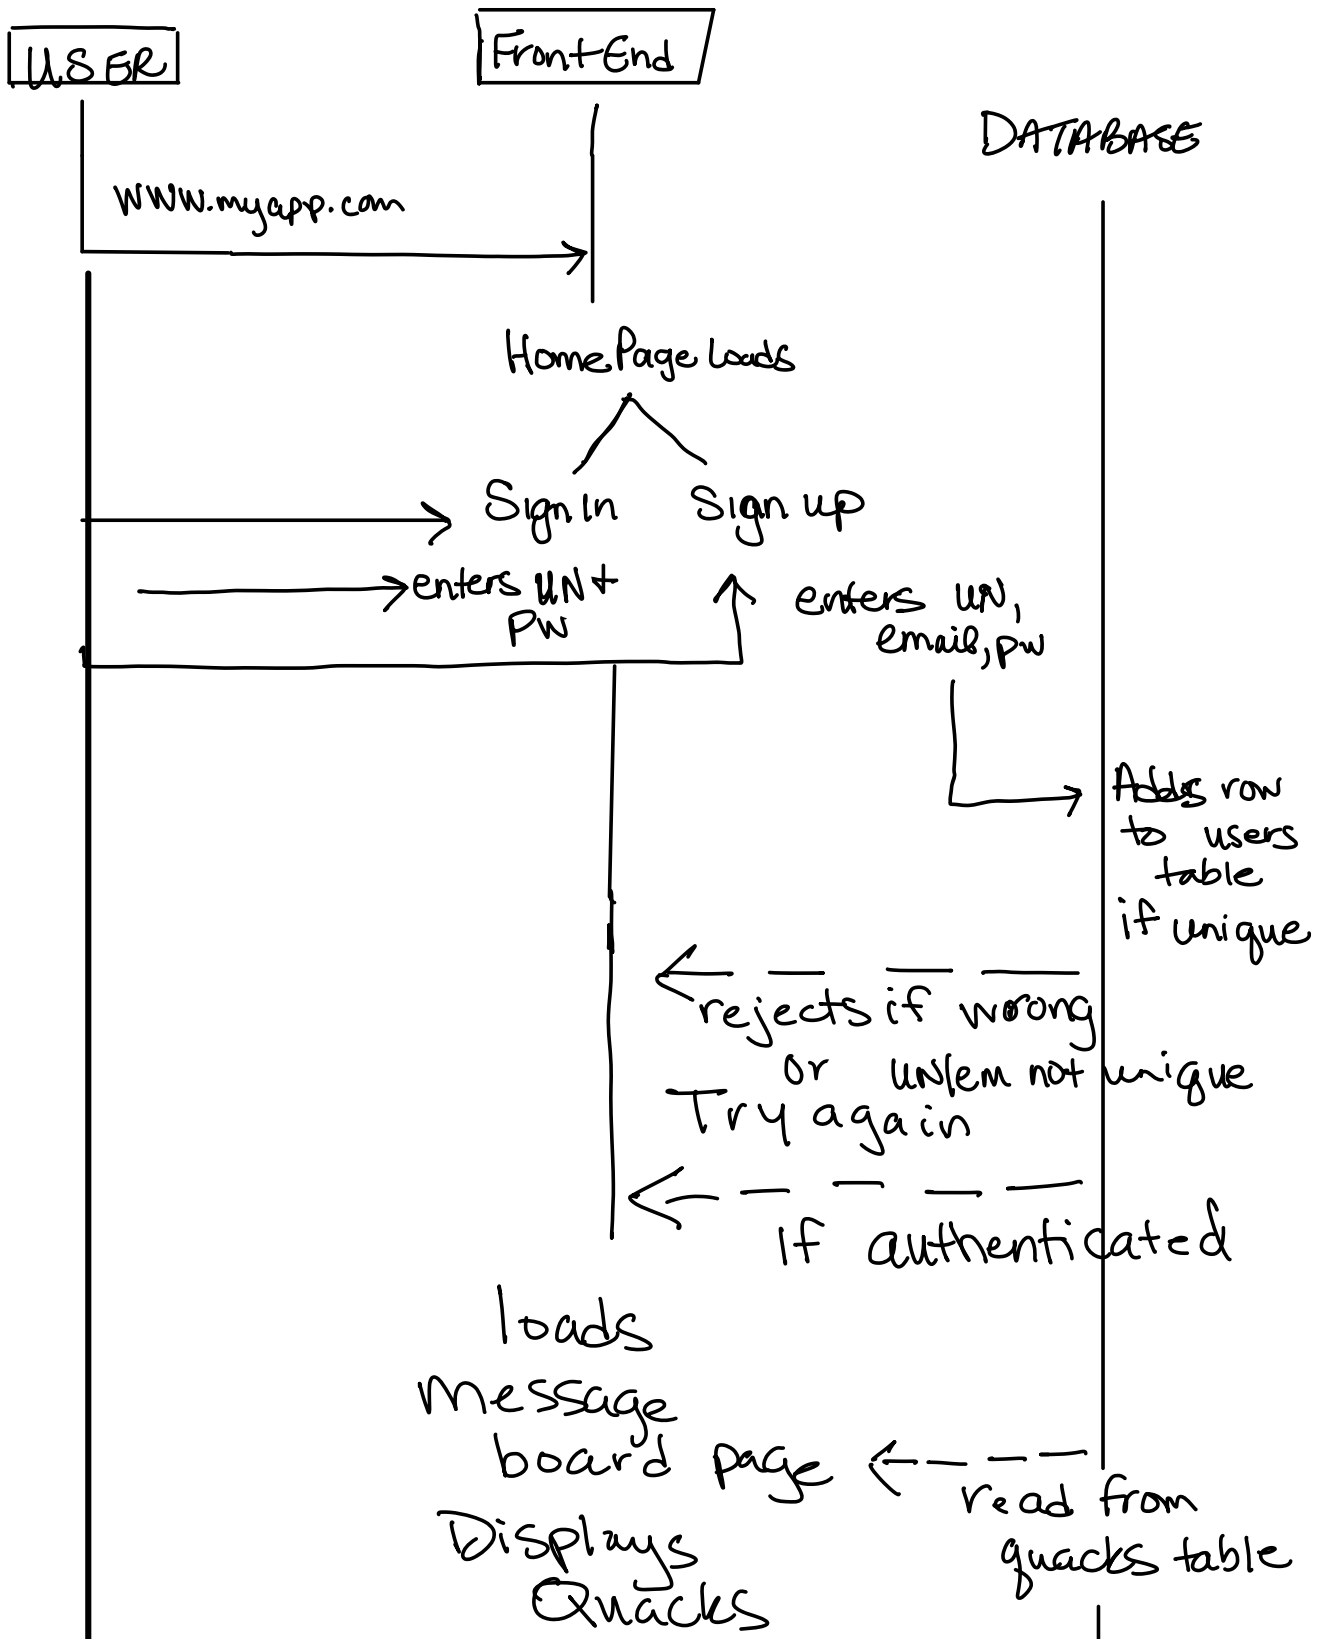 USER
FrontEnd
DATABASE
www.myapp.com
HomePage Loads
Sign in
Sign up
enters UN +
PW
enters UN,
email, pw
Adds row
to users
table
if unique
rejects if wrong
or UN/em not unique
Try again
If authenticated
loads
message
board page
read from
quacks table
Displays
Quacks